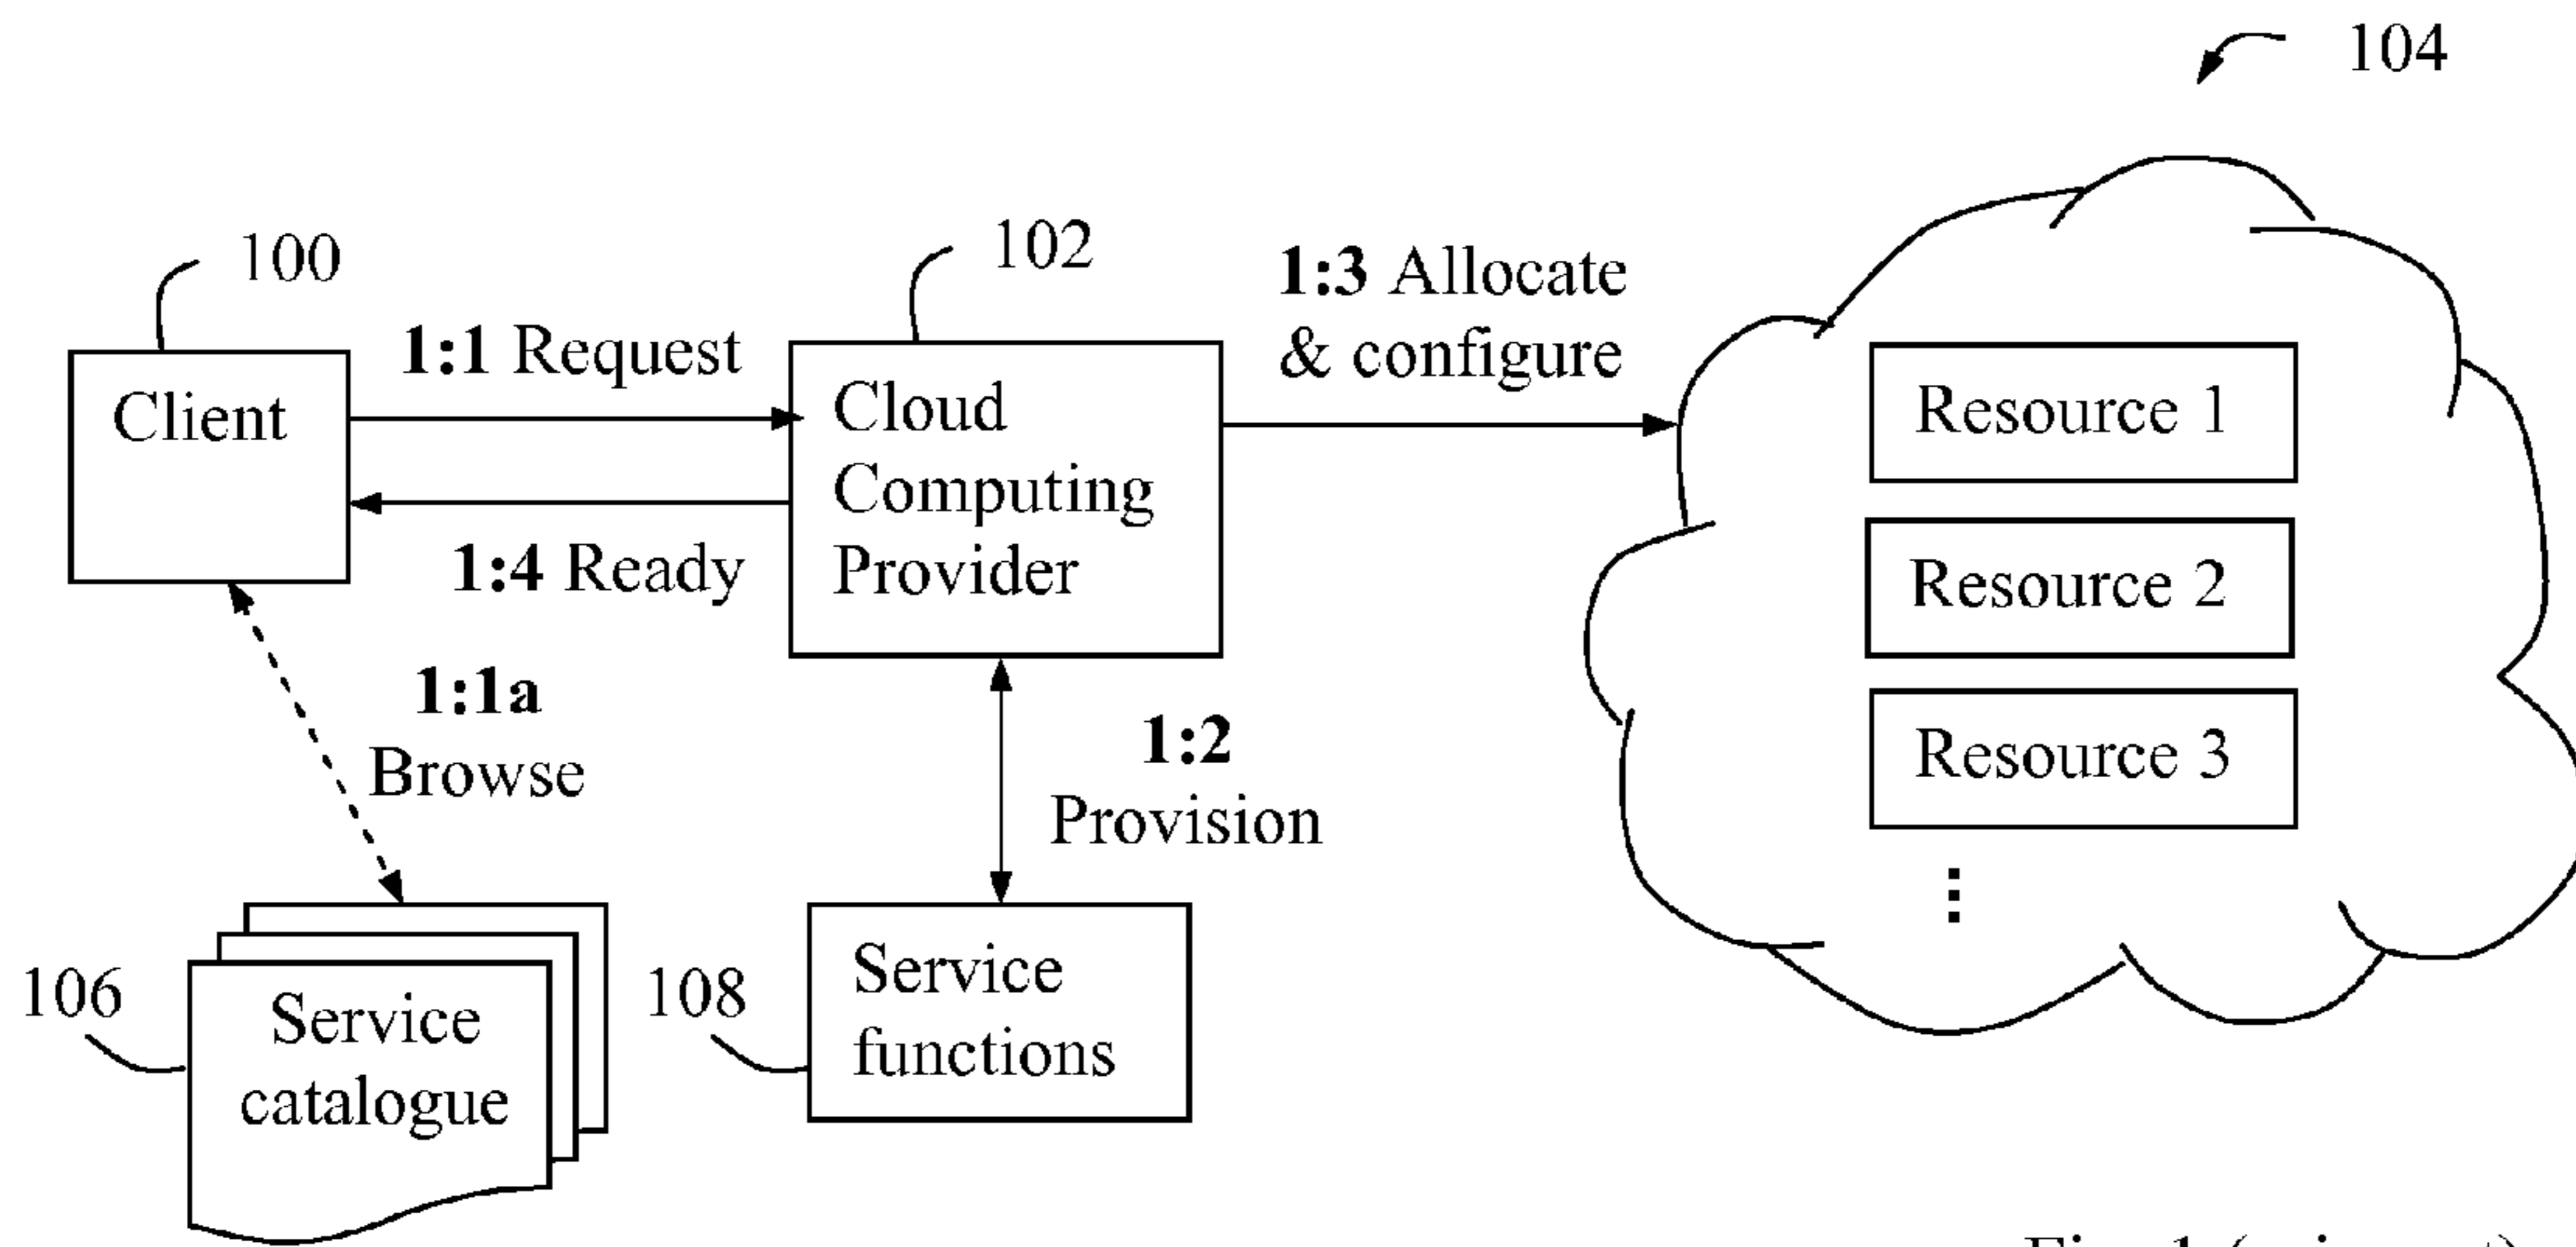 104
100
102
1:3 Allocate
& configure
1:1 Request
Client
Cloud
Computing
Provider
1:4 Ready
Resource 1
Resource 2
Resource 3
1:1a
Browse
1:2
Provision
106
Service
catalogue
108
Service
functions